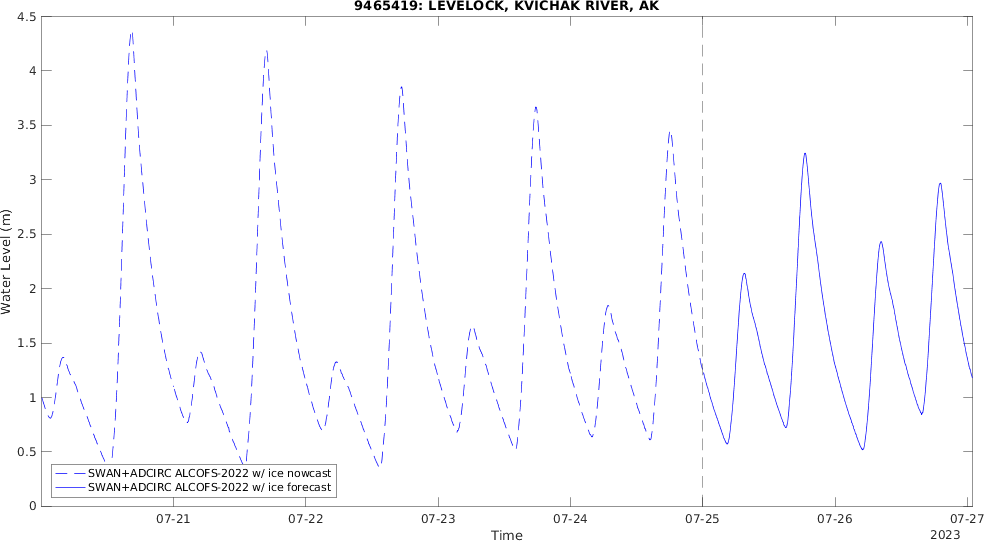 9465419: LEVELOCK, KVICHAK RIVER, AK
4.5
4
3.5
3
2.5
2
1.5
1
0.5
0
Water Level (m)
SWAN+ADCIRC ALCOFS-2022 w/ ice nowcast
SWAN+ADCIRC ALCOFS-2022 w/ ice forecast
07-21 07-22 07-23 07-24 07-25 07-26 07-27
Time
2023